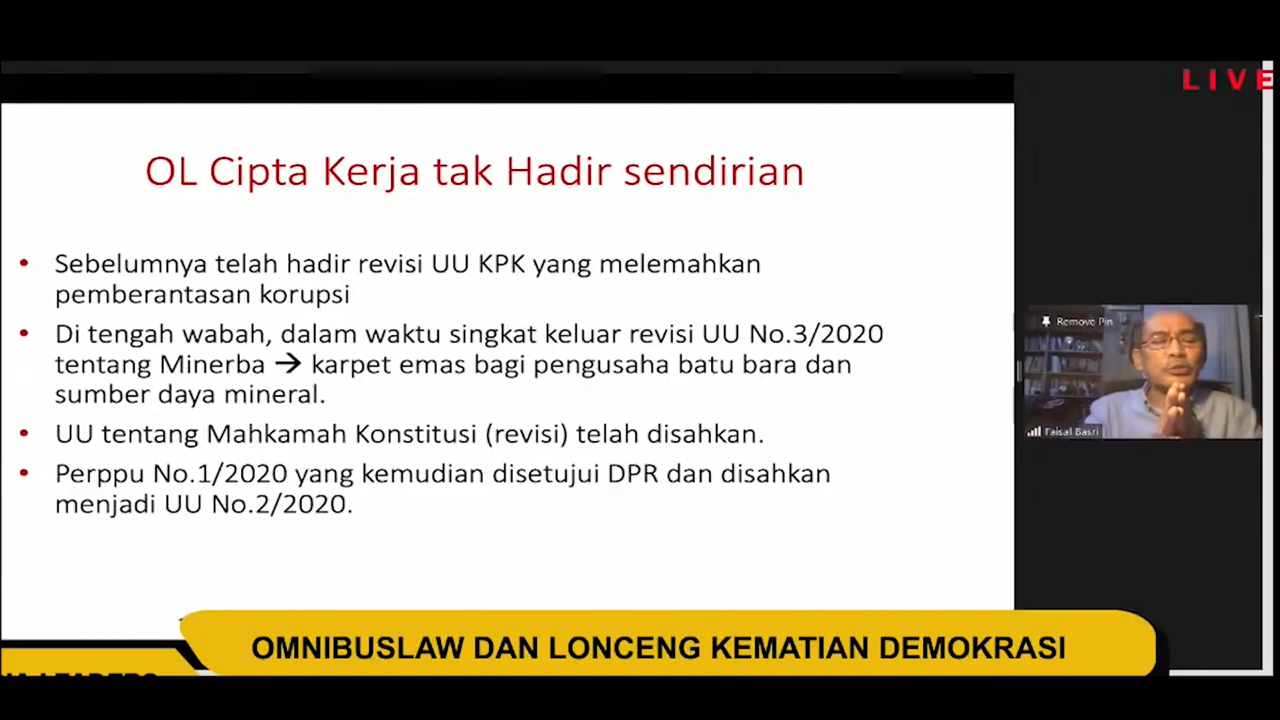 LIVE
OL Cipta Kerja tak Hadir sendirian
• Sebelumnya telah hadir revisi UU KPK yang melemahkan
pemberantasan korupsi
• Di tengah wabah, dalam waktu singkat keluar revisi UU No.3/2020
tentang Minerba → karpet emas bagi pengusaha batu bara dan
sumber daya mineral.
• UU tentang Mahkamah Konstitusi (revisi) telah disahkan.
• Perppu No.1/2020 yang kemudian disetujui DPR dan disahkan
menjadi UU No.2/2020.
Remove Pin
Faisal Basri
OMNIBUSLAW DAN LONCENG KEMATIAN DEMOKRASI